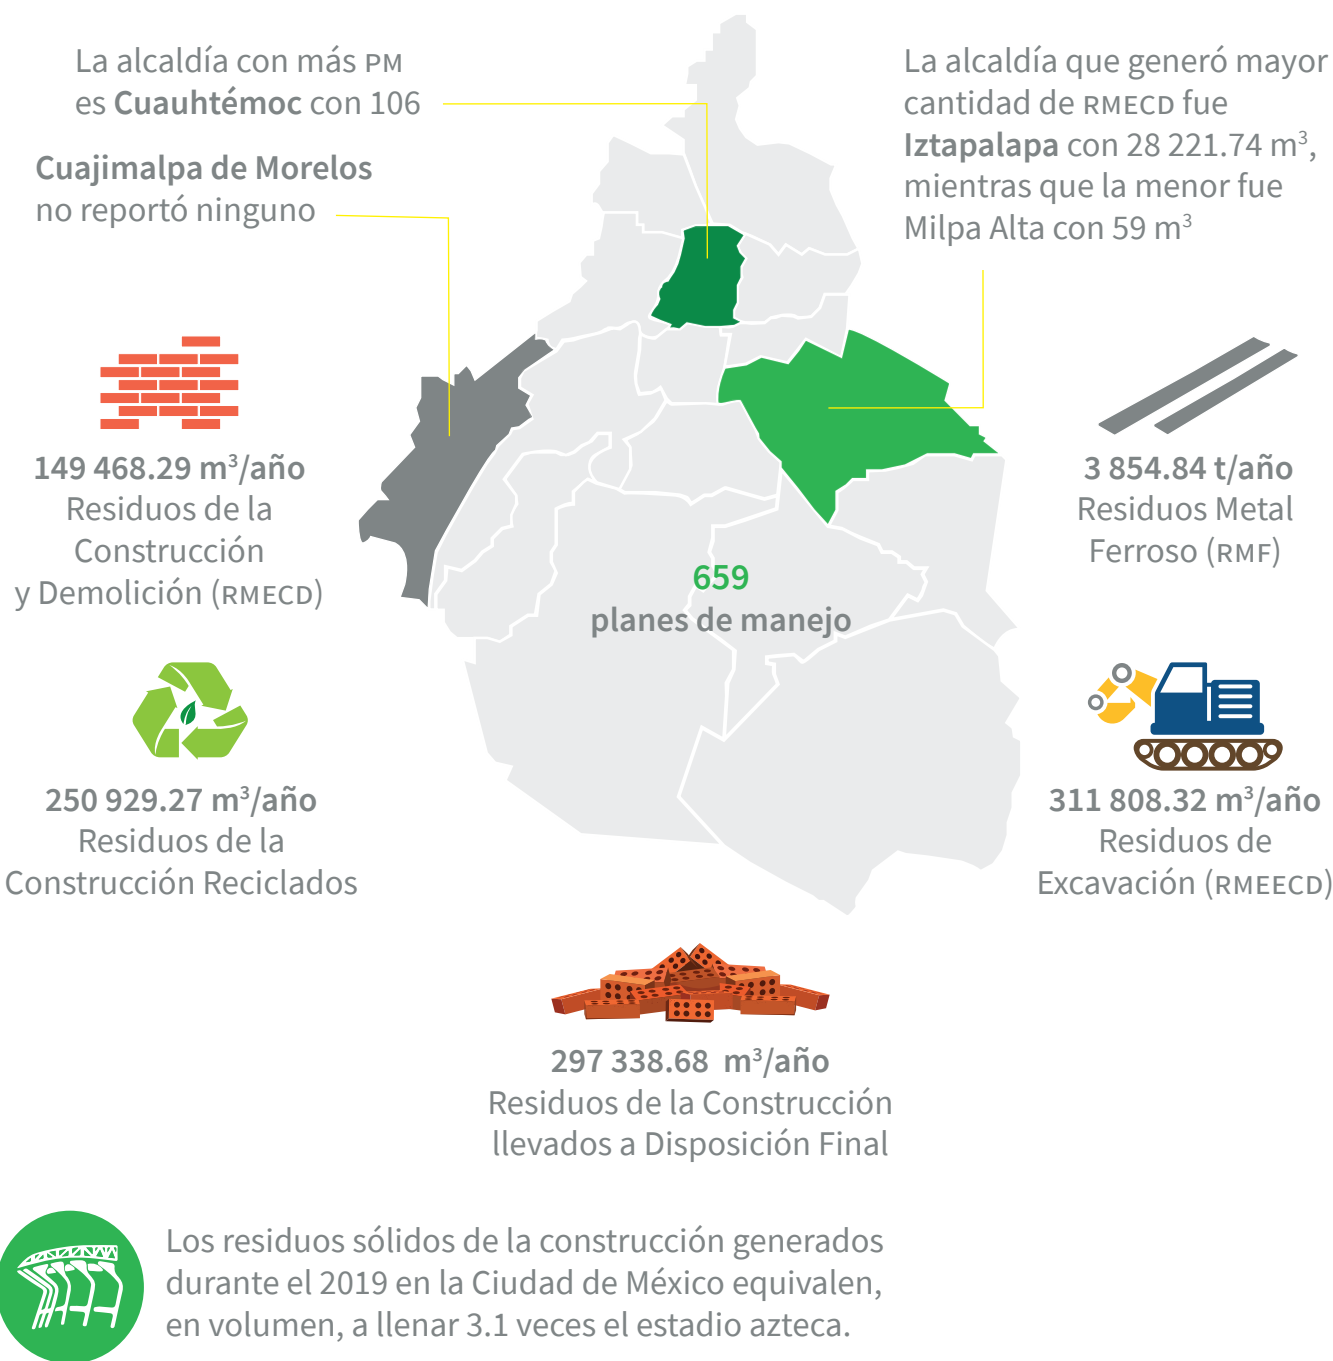 La alcaldía con más PM
es Cuauhtémoc con 106
Cuajimalpa de Morelos
no reportó ninguno
La alcaldía que generó mayor
cantidad de RMECD fue
Iztapalapa con 28 221.74 m³,
mientras que la menor fue
Milpa Alta con 59 m³
149 468.29 m³/año
Residuos de la
Construcción
y Demolición (RMECD)
3 854.84 t/año
Residuos Metal
Ferroso (RMF)
659
planes de manejo
250 929.27 m³/año
Residuos de la
Construcción Reciclados
311 808.32 m³/año
Residuos de
Excavación (RMEECD)
297 338.68 m³/año
Residuos de la Construcción
llevados a Disposición Final
Los residuos sólidos de la construcción generados
durante el 2019 en la Ciudad de México equivalen,
en volumen, a llenar 3.1 veces el estadio azteca.